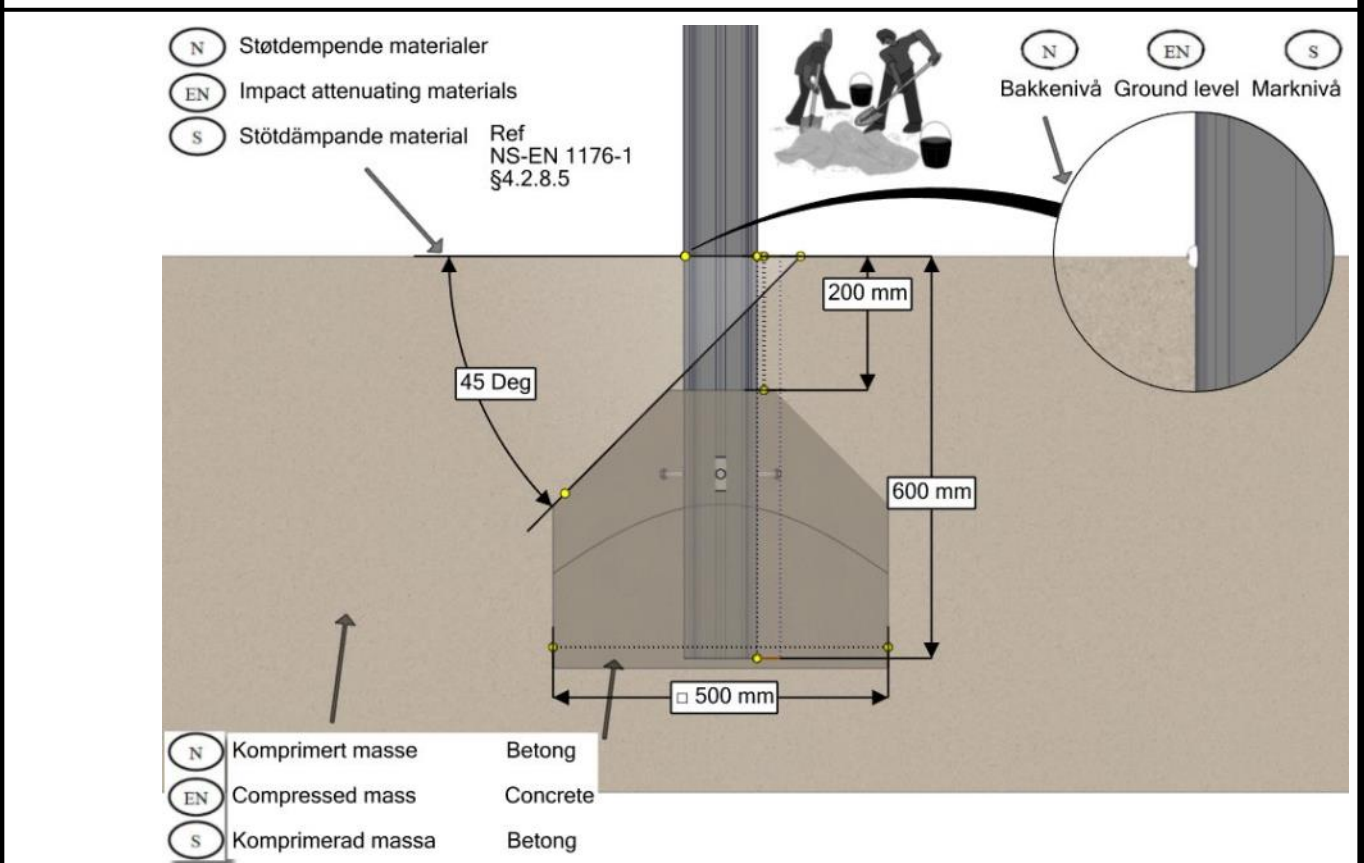 N Støtdempende materialer
EN Impact attenuating materials
S Stötdämpande material
Ref
NS-EN 1176-1
§4.2.8.5
N EN S
Bakkenivå Ground level Marknivå
200 mm
45 Deg
600 mm
□ 500 mm
N Komprimert masse Betong
EN Compressed mass Concrete
S Komprimerad massa Betong